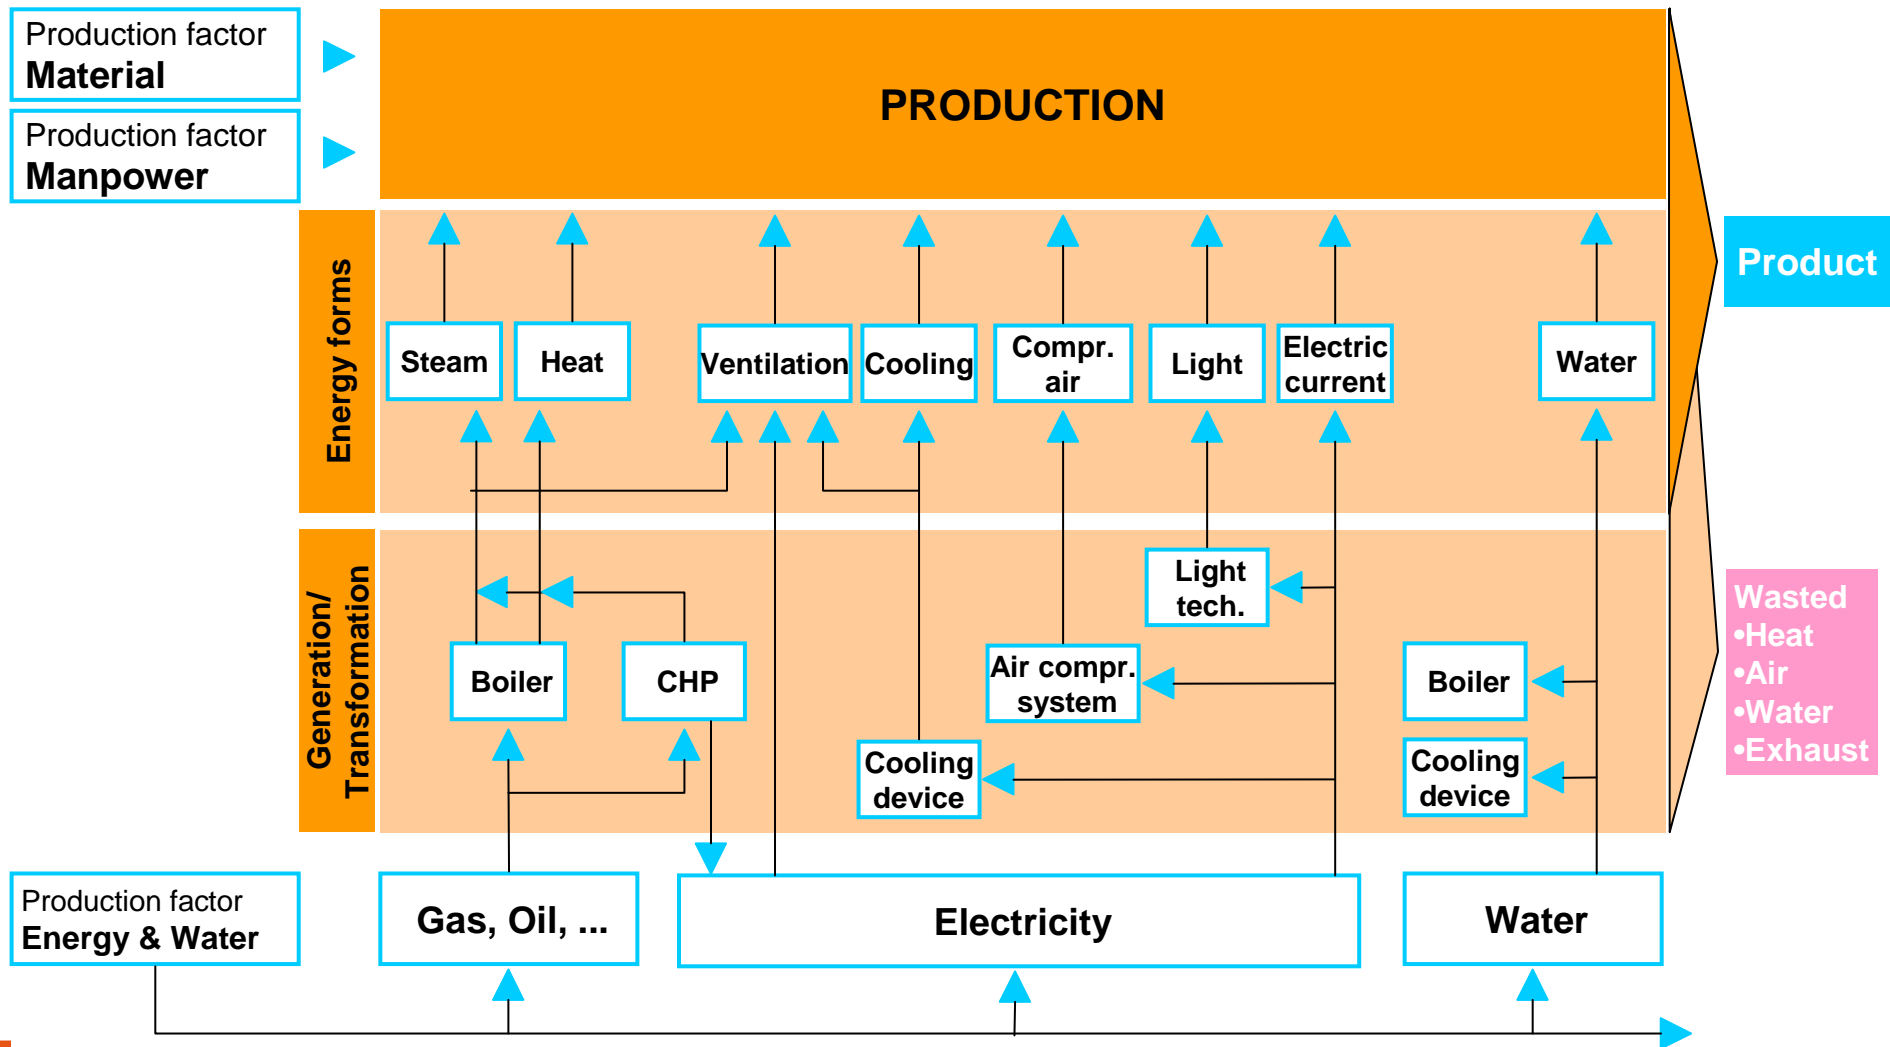 Production factor
Material
PRODUCTION
Production factor
Manpower
Product
Energy forms
Steam
Heat
Ventilation
Cooling
Compr.
air
Light
Electric
current
Water
Generation/
Transformation
Light
tech.
Boiler
CHP
Air compr.
system
Boiler
Cooling
device
Cooling
device
Wasted
•Heat
•Air
•Water
•Exhaust
Production factor
Energy & Water
Gas, Oil, ...
Electricity
Water